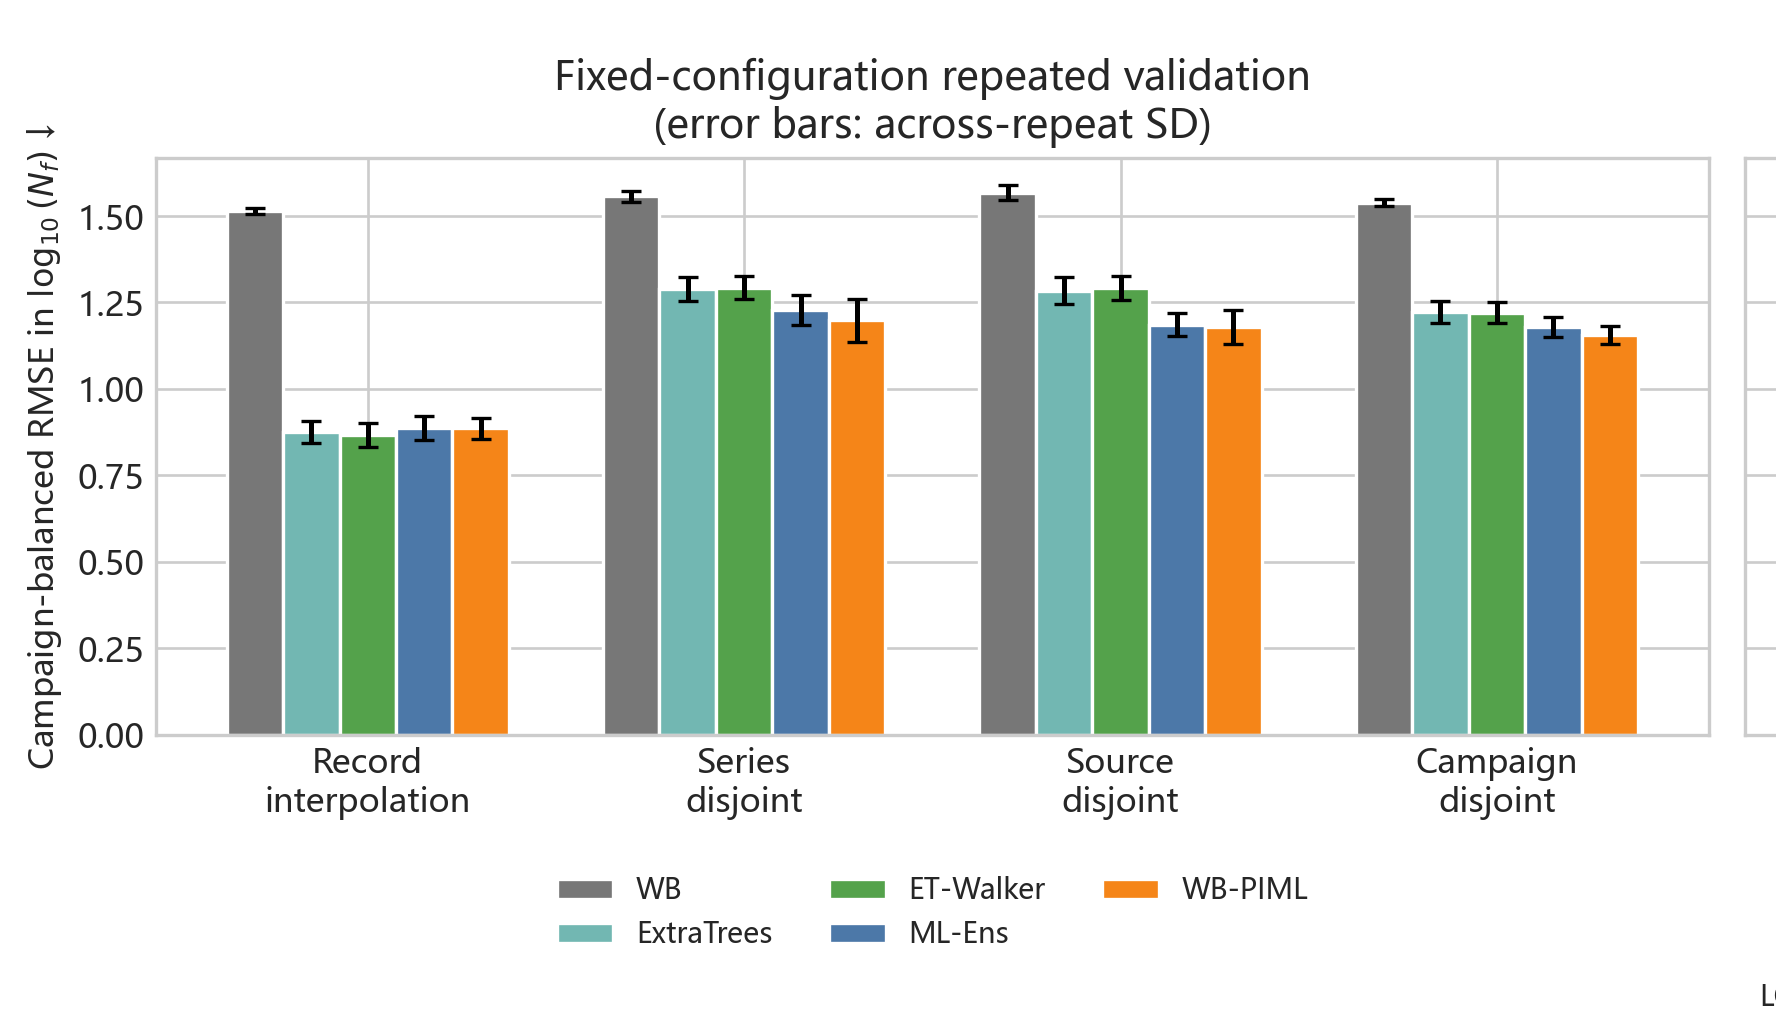 Fixed-configuration repeated validation
(error bars: across-repeat SD)
Campaign-balanced RMSE in log₁₀ (N_f) ↓
1.50
1.25
1.00
0.75
0.50
0.25
0.00
Record
interpolation
Series
disjoint
Source
disjoint
Campaign
disjoint
WB
ExtraTrees
ET-Walker
ML-Ens
WB-PIML